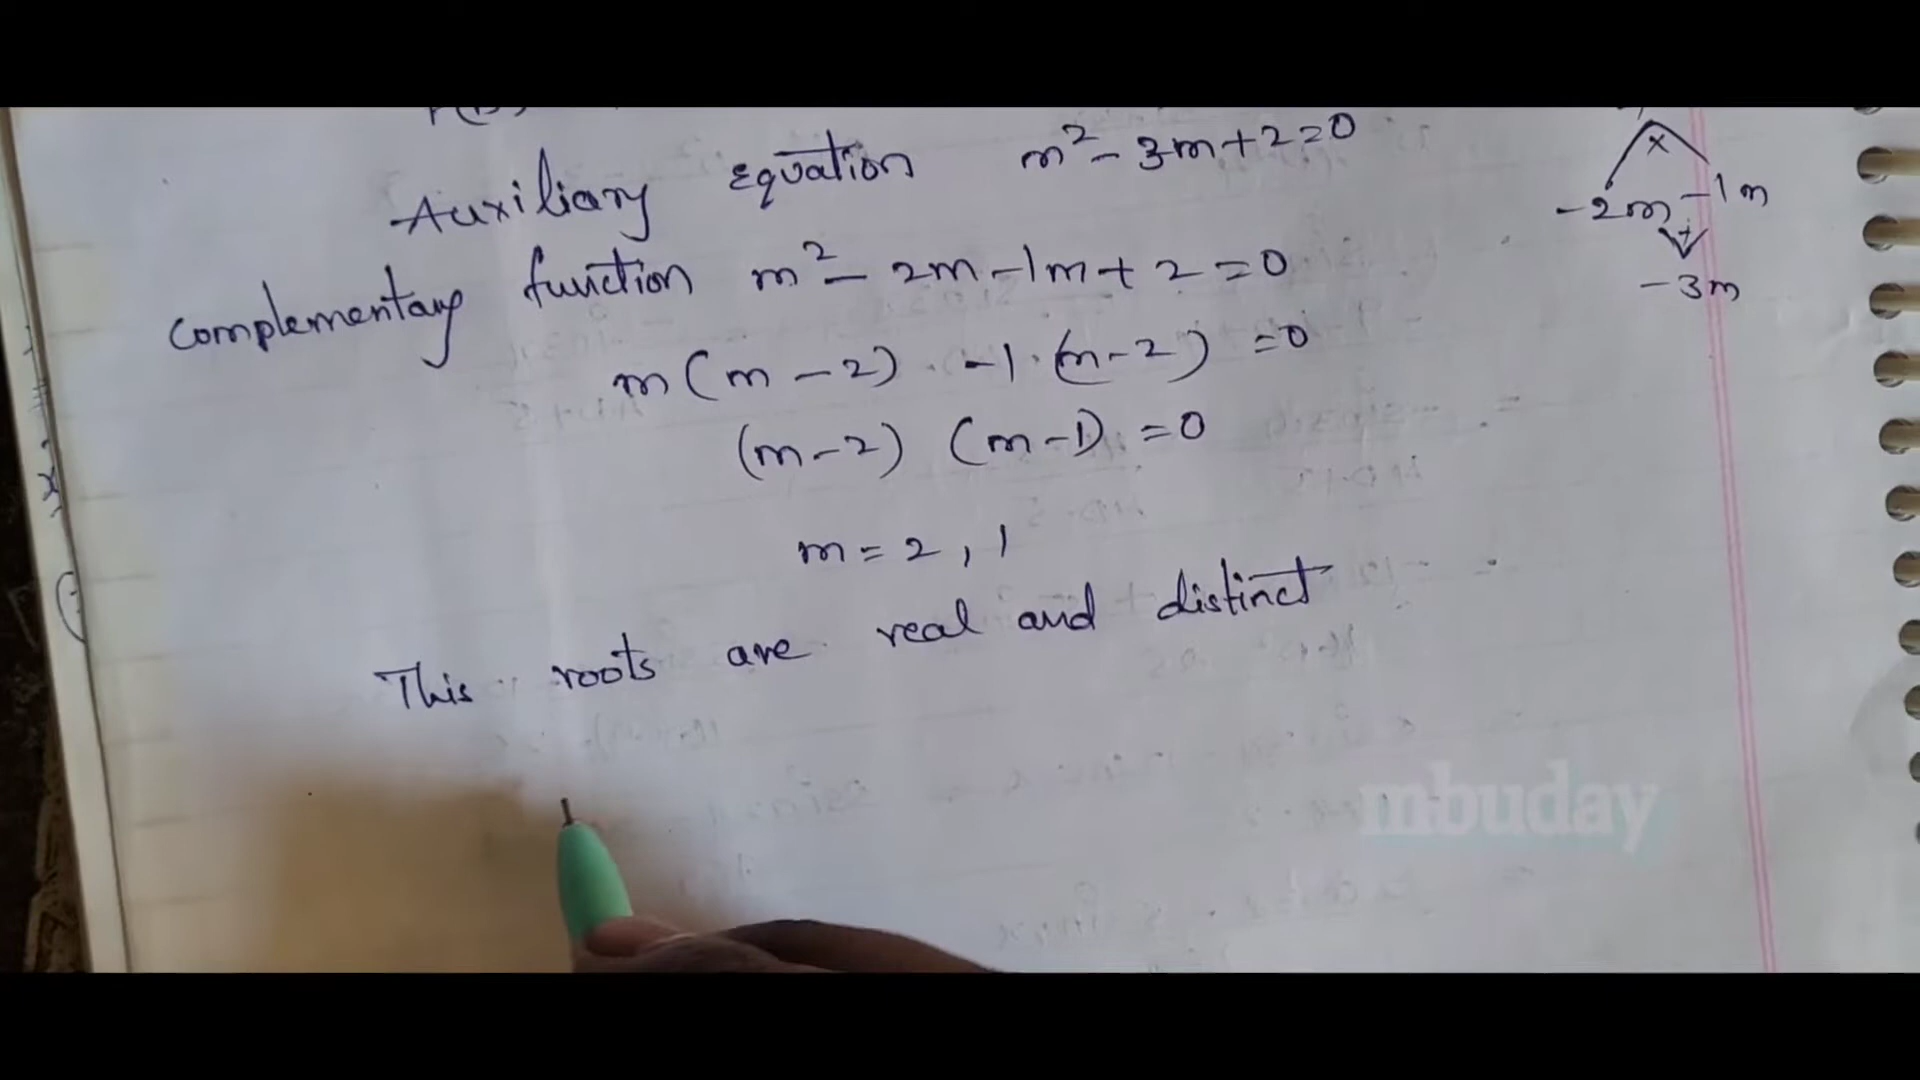 Auxiliary equation m² - 3m + 2 = 0
complementary function m² - 2m - 1m + 2 = 0
m(m - 2) - 1·(m - 2) = 0
(m - 2) (m - 1) = 0
m = 2, 1
This roots are real and distinct
×
-2m -1m
+
-3m
mbuday